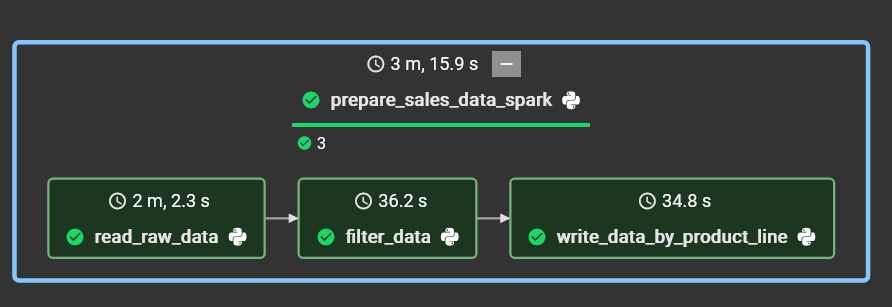 3 m, 15.9 s
prepare_sales_data_spark
3
2 m, 2.3 s
read_raw_data
36.2 s
filter_data
34.8 s
write_data_by_product_line